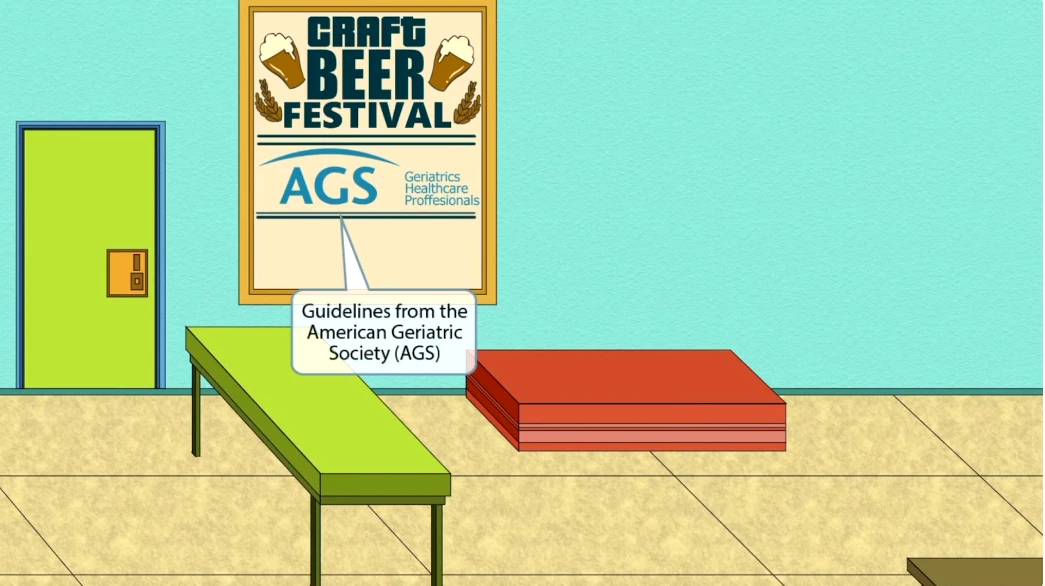 CRAFT
BEER
FESTIVAL
AGS
Geriatrics
Healthcare
Proffesionals
Guidelines from the
American Geriatric
Society (AGS)